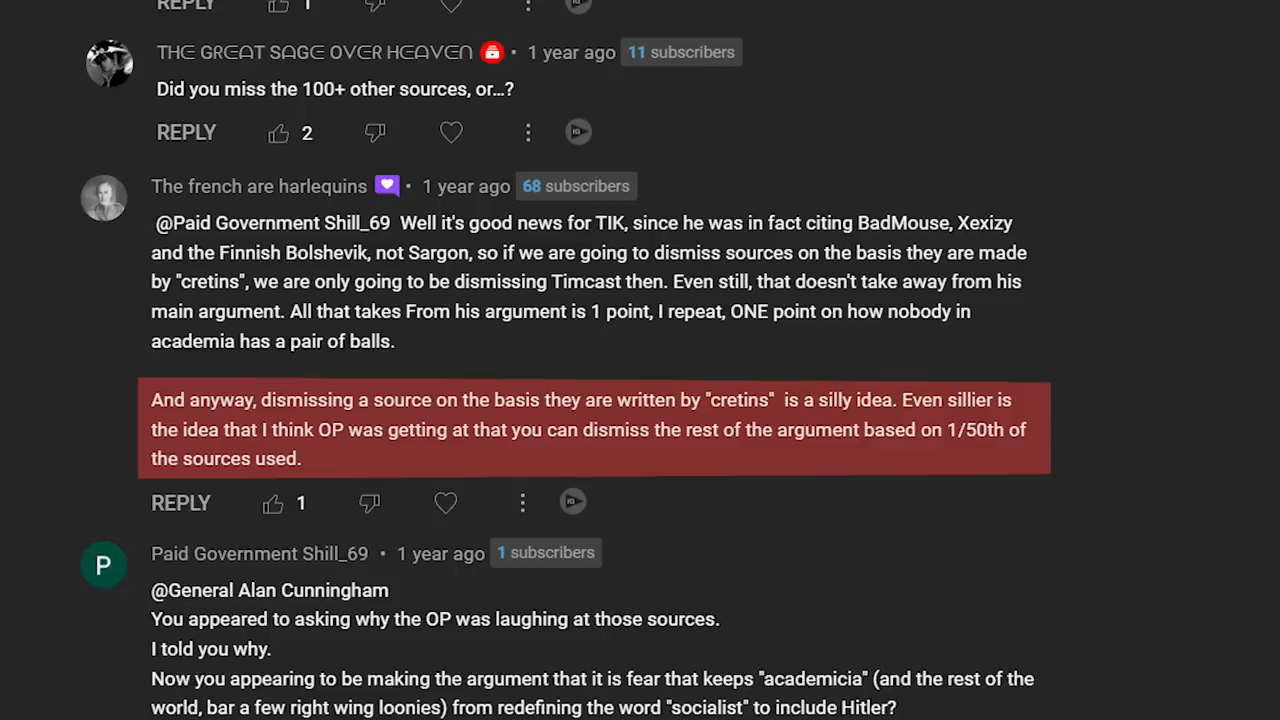 REPLY 1
THE GREAT SAGE OVER HEAVEN • 1 year ago 11 subscribers
Did you miss the 100+ other sources, or...?
REPLY 2
The french are harlequins • 1 year ago 68 subscribers
@Paid Government Shill_69 Well it's good news for TIK, since he was in fact citing BadMouse, Xexizy
and the Finnish Bolshevik, not Sargon, so if we are going to dismiss sources on the basis they are made
by "cretins", we are only going to be dismissing Timcast then. Even still, that doesn't take away from his
main argument. All that takes From his argument is 1 point, I repeat, ONE point on how nobody in
academia has a pair of balls.
And anyway, dismissing a source on the basis they are written by "cretins" is a silly idea. Even sillier is
the idea that I think OP was getting at that you can dismiss the rest of the argument based on 1/50th of
the sources used.
REPLY 1
P
Paid Government Shill_69 • 1 year ago 1 subscribers
@General Alan Cunningham
You appeared to asking why the OP was laughing at those sources.
I told you why.
Now you appearing to be making the argument that it is fear that keeps "academicia" (and the rest of the
world, bar a few right wing loonies) from redefining the word "socialist" to include Hitler?